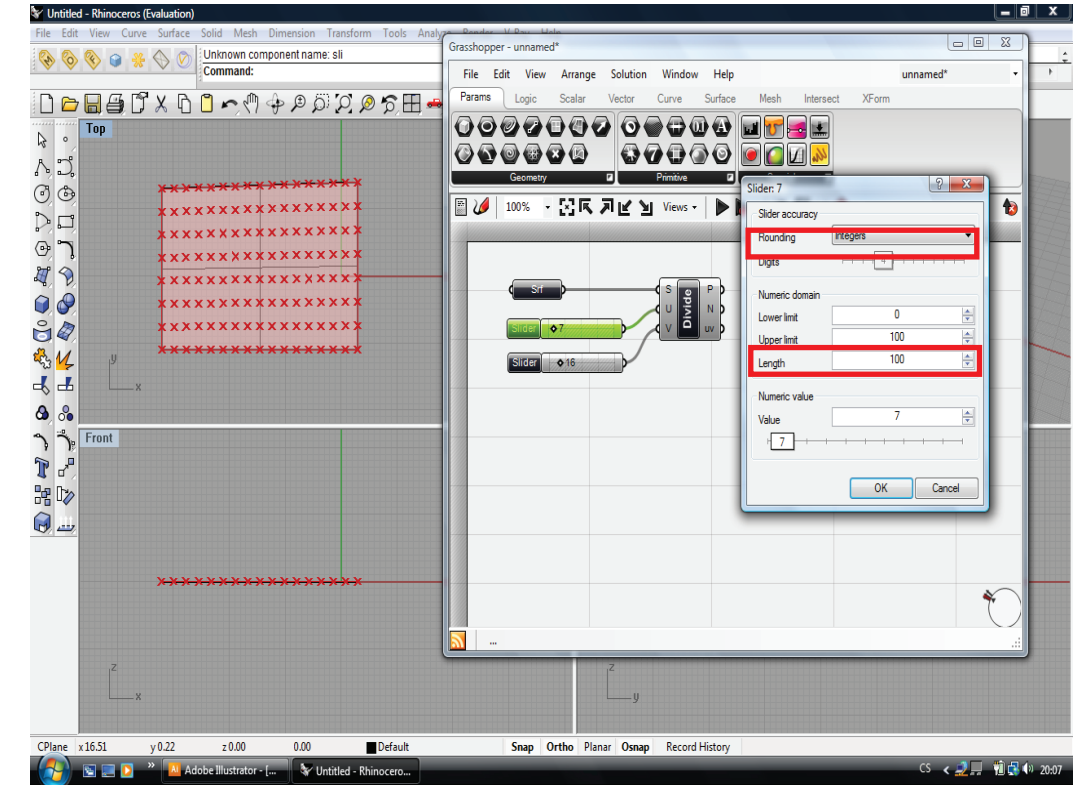 Untitled - Rhinoceros (Evaluation)
File Edit View Curve Surface Solid Mesh Dimension Transform Tools Analyze Render V-Ray Help
Unknown component name: sli
Command:
Top
y
x
Front
z
x
z
y
Grasshopper - unnamed*
File Edit View Arrange Solution Window Help unnamed*
Params Logic Scalar Vector Curve Surface Mesh Intersect XForm
Geometry Primitive
100% Views
Srf
Slider 7
Slider 16
S P
U N
V uv
Divide
...
Slider: 7
Slider accuracy
Rounding Integers
Digits 4
Numeric domain
Lower limit 0
Upper limit 100
Length 100
Numeric value
Value 7
7
OK Cancel
CPlane x 16.51 y 0.22 z 0.00 0.00 Default Snap Ortho Planar Osnap Record History
Adobe Illustrator - [... Untitled - Rhinocero... CS 20:07